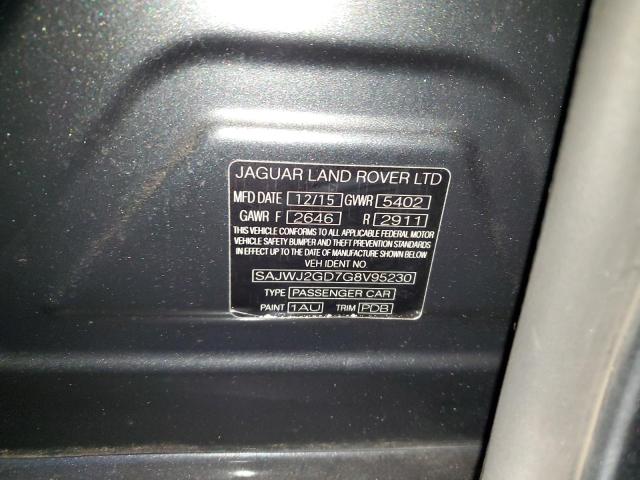 JAGUAR LAND ROVER LTD
MFD DATE 12/15 GVWR 5402
GAWR F 2646 R 2911
THIS VEHICLE CONFORMS TO ALL APPLICABLE FEDERAL MOTOR
VEHICLE SAFETY BUMPER AND THEFT PREVENTION STANDARDS
IN EFFECT UP TO THE DATE OF MANUFACTURE SHOWN ABOVE
VEH IDENT NO
SAJWJ2GD7G8V95230
TYPE PASSENGER CAR
PAINT 1AU TRIM PDB